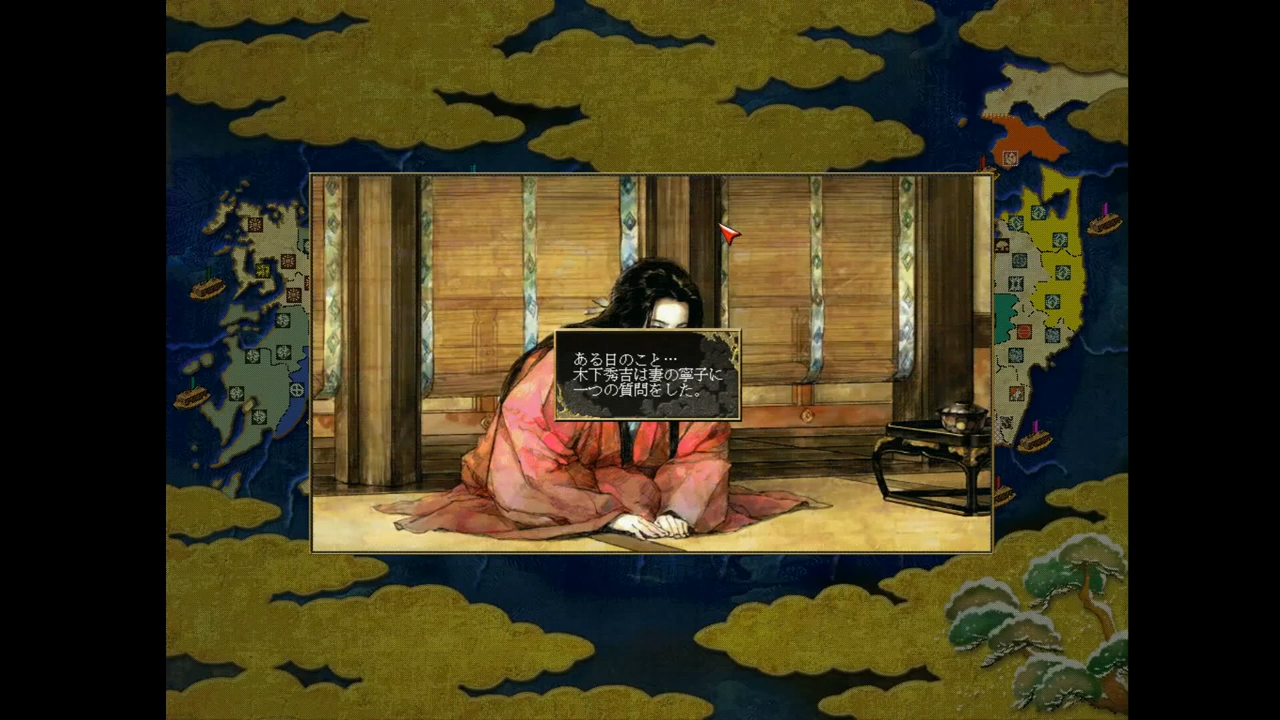 ある日のこと…
木下秀吉は妻の寧子に
一つの質問をした。